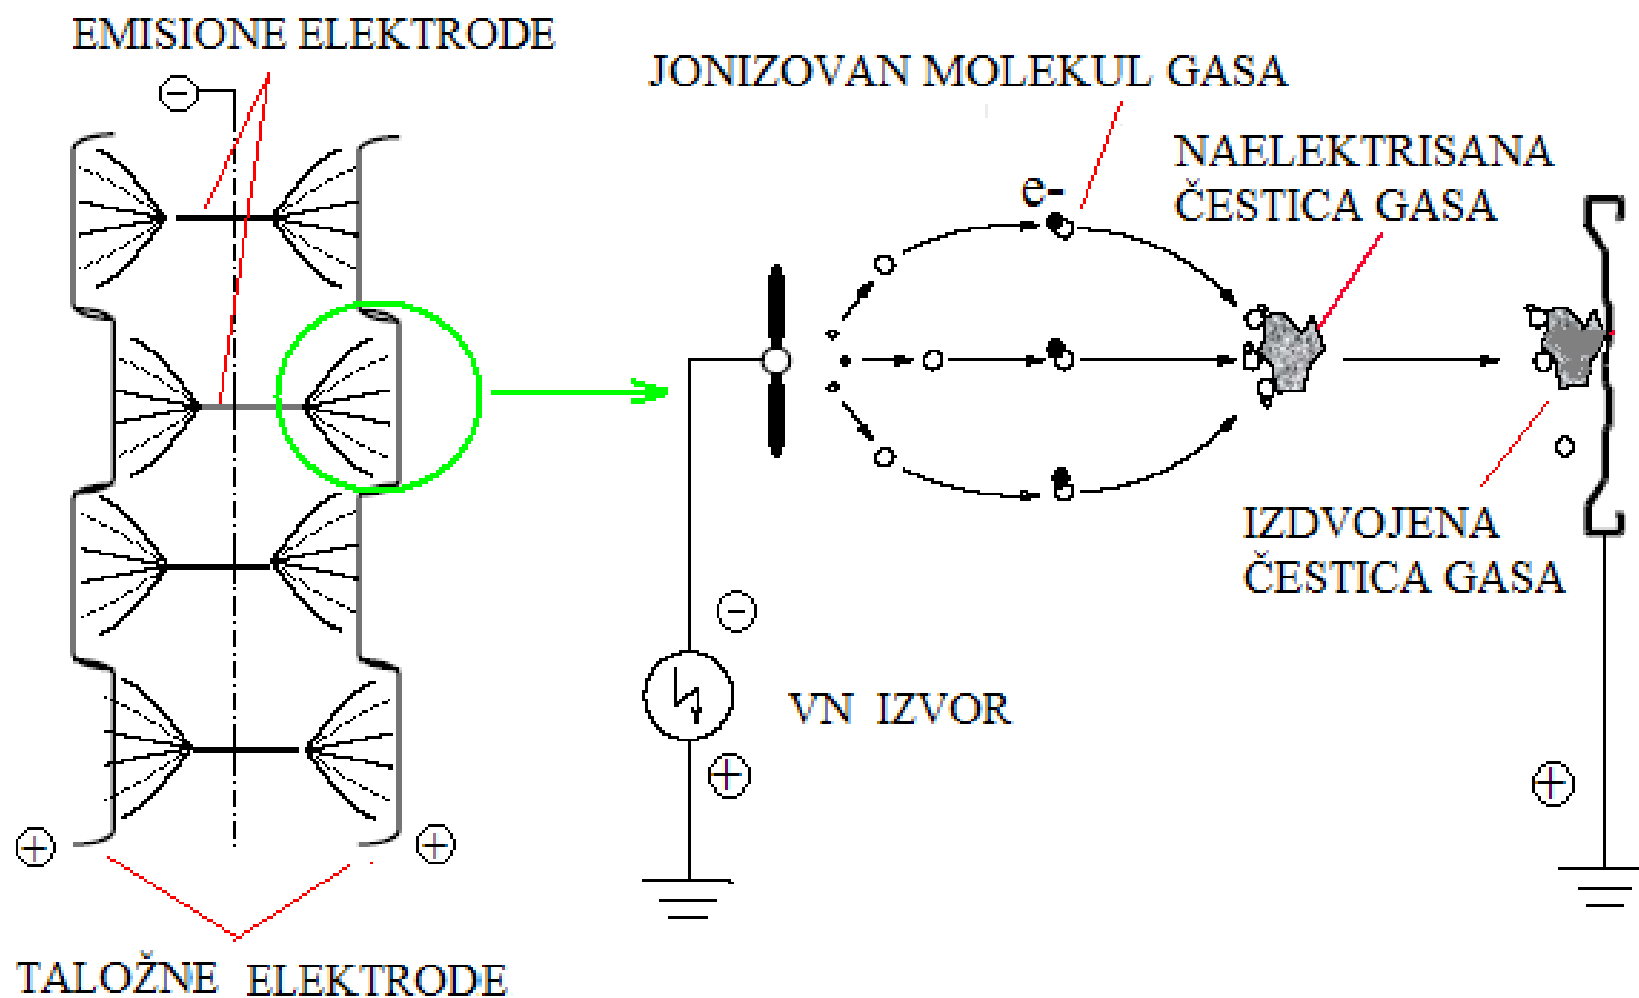 EMISIONE ELEKTRODE
JONIZOVAN MOLEKUL GASA
NAELEKTRISANA
ČESTICA GASA
e-
IZDVOJENA
ČESTICA GASA
VN IZVOR
TALOŽNE ELEKTRODE